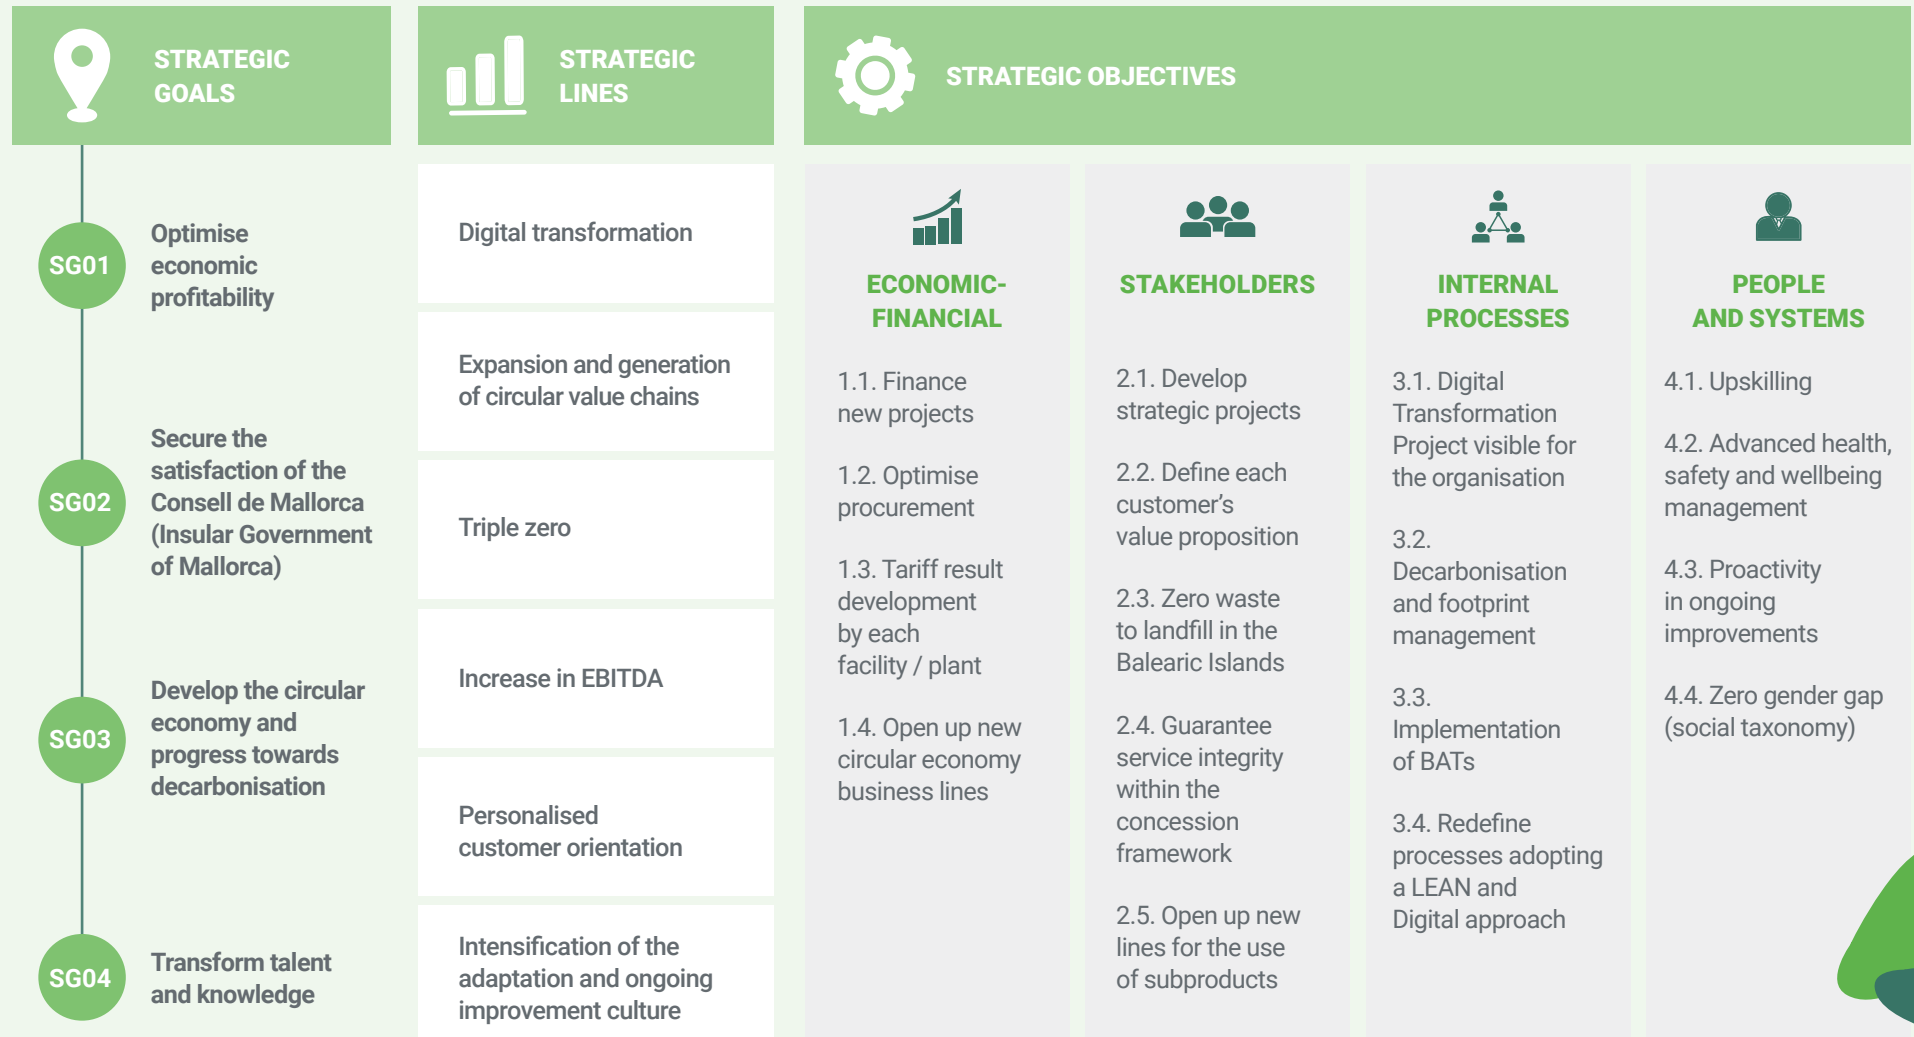 STRATEGIC
GOALS
SG01
Optimise
economic
profitability
SG02
Secure the
satisfaction of the
Consell de Mallorca
(Insular Government
of Mallorca)
SG03
Develop the circular
economy and
progress towards
decarbonisation
SG04
Transform talent
and knowledge
STRATEGIC
LINES
Digital transformation
Expansion and generation
of circular value chains
Triple zero
Increase in EBITDA
Personalised
customer orientation
Intensification of the
adaptation and ongoing
improvement culture
STRATEGIC OBJECTIVES
ECONOMIC-
FINANCIAL
1.1. Finance
new projects
1.2. Optimise
procurement
1.3. Tariff result
development
by each
facility / plant
1.4. Open up new
circular economy
business lines
STAKEHOLDERS
2.1. Develop
strategic projects
2.2. Define each
customer’s
value proposition
2.3. Zero waste
to landfill in the
Balearic Islands
2.4. Guarantee
service integrity
within the
concession
framework
2.5. Open up new
lines for the use
of subproducts
INTERNAL
PROCESSES
3.1. Digital
Transformation
Project visible for
the organisation
3.2.
Decarbonisation
and footprint
management
3.3.
Implementation
of BATs
3.4. Redefine
processes adopting
a LEAN and
Digital approach
PEOPLE
AND SYSTEMS
4.1. Upskilling
4.2. Advanced health,
safety and wellbeing
management
4.3. Proactivity
in ongoing
improvements
4.4. Zero gender gap
(social taxonomy)